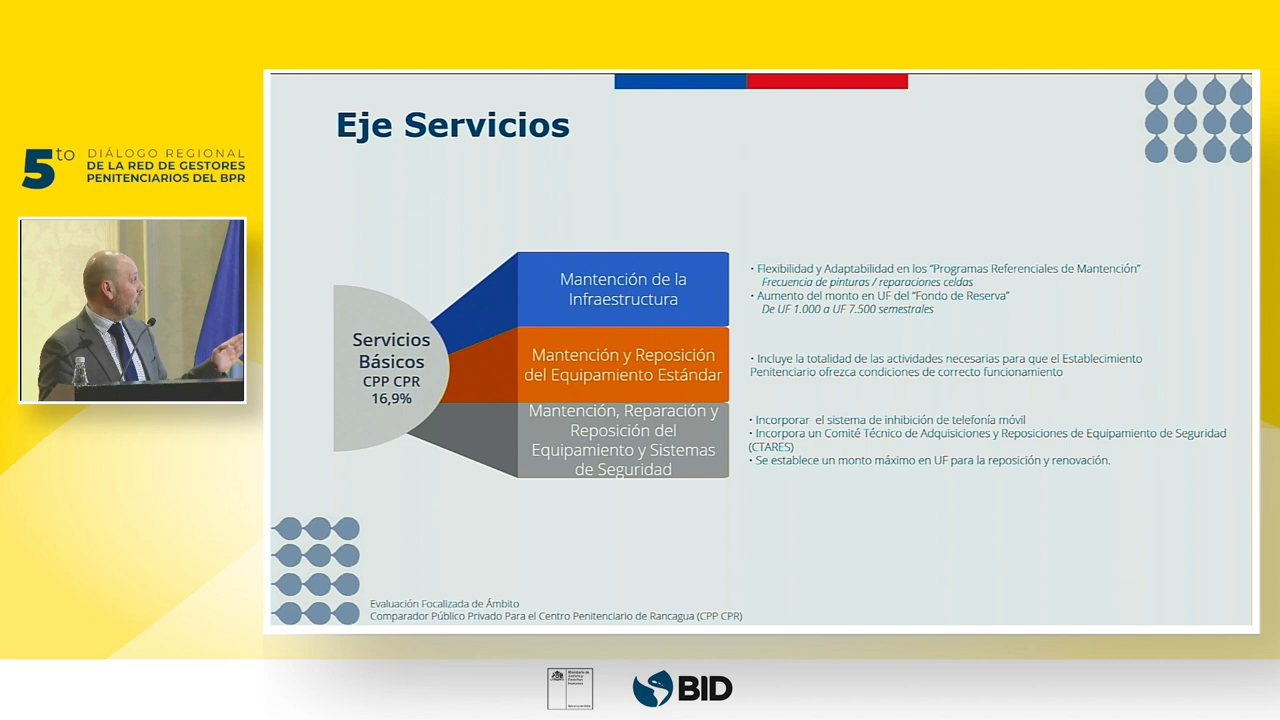 5to
DIÁLOGO REGIONAL
DE LA RED DE GESTORES
PENITENCIARIOS DEL BPR
Eje Servicios
Servicios
Básicos
CPP CPR
16,9%
Mantención de la
Infraestructura
• Flexibilidad y Adaptabilidad en los “Programas Referenciales de Mantención”
Frecuencia de pinturas / reparaciones celdas
• Aumento del monto en UF del “Fondo de Reserva”
De UF 1.000 a UF 7.500 semestrales
Mantención y Reposición
del Equipamiento Estándar
• Incluye la totalidad de las actividades necesarias para que el Establecimiento
Penitenciario ofrezca condiciones de correcto funcionamiento
Mantención, Reparación y
Reposición del
Equipamiento y Sistemas
de Seguridad
• Incorporar el sistema de inhibición de telefonía móvil
• Incorpora un Comité Técnico de Adquisiciones y Reposiciones de Equipamiento de Seguridad
(CTARES)
• Se establece un monto máximo en UF para la reposición y renovación.
Evaluación Focalizada de Ámbito
Comparador Público Privado Para el Centro Penitenciario de Rancagua (CPP CPR)
BID